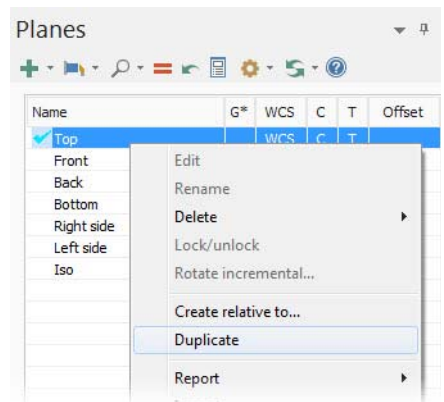 Planes
Name G* WCS C T Offset
Top WCS C T
Front
Back
Bottom
Right side
Left side
Iso
Edit
Rename
Delete
Lock/unlock
Rotate incremental...
Create relative to...
Duplicate
Report